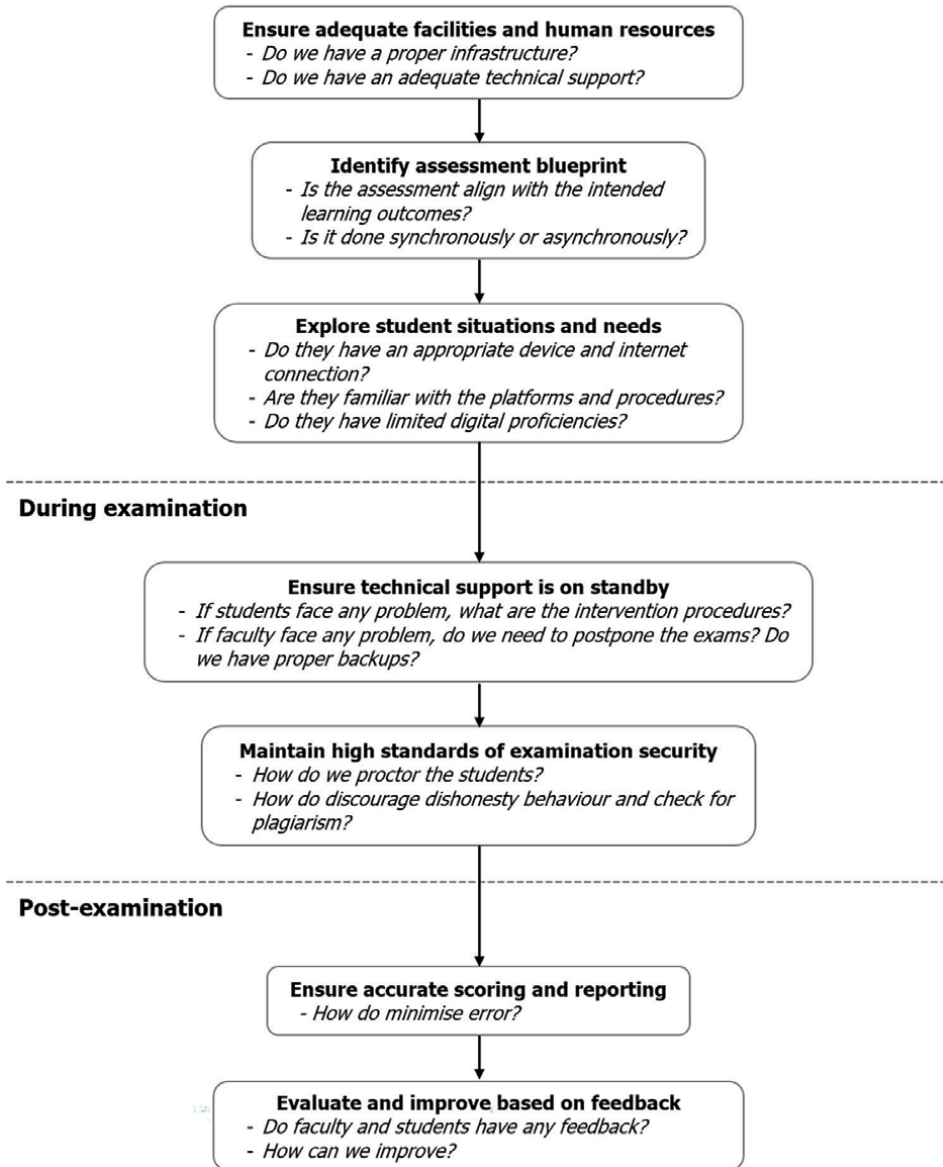 Ensure adequate facilities and human resources
- Do we have a proper infrastructure?
- Do we have an adequate technical support?
Identify assessment blueprint
- Is the assessment align with the intended
learning outcomes?
- Is it done synchronously or asynchronously?
Explore student situations and needs
- Do they have an appropriate device and internet
connection?
- Are they familiar with the platforms and procedures?
- Do they have limited digital proficiencies?
During examination
Ensure technical support is on standby
- If students face any problem, what are the intervention procedures?
- If faculty face any problem, do we need to postpone the exams? Do
we have proper backups?
Maintain high standards of examination security
- How do we proctor the students?
- How do discourage dishonesty behaviour and check for
plagiarism?
Post-examination
Ensure accurate scoring and reporting
- How do minimise error?
Evaluate and improve based on feedback
- Do faculty and students have any feedback?
- How can we improve?